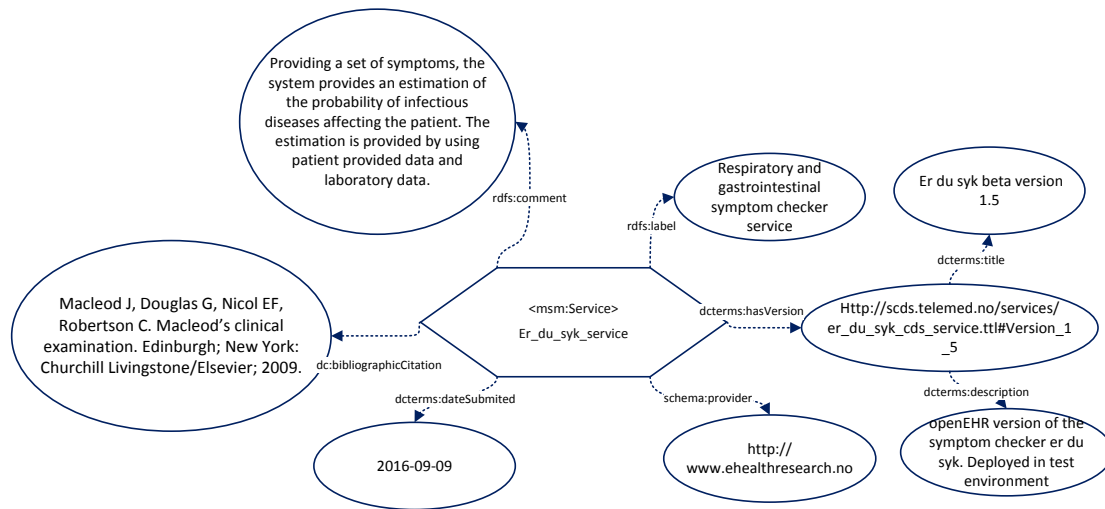 Providing a set of symptoms, the
system provides an estimation of
the probability of infectious
diseases affecting the patient. The
estimation is provided by using
patient provided data and
laboratory data.
rdfs:comment
Respiratory and
gastrointestinal
symptom checker
service
rdfs:label
Er du syk beta version
1.5
dcterms:title
Macleod J, Douglas G, Nicol EF,
Robertson C. Macleod's clinical
examination. Edinburgh; New York:
Churchill Livingstone/Elsevier; 2009.
dc:bibliographicCitation
<msm:Service>
Er_du_syk_service
dcterms:hasVersion
Http://scds.telemed.no/services/
er_du_syk_cds_service.ttl#Version_1
_5
dcterms:dateSubmited
schema:provider
dcterms:description
2016-09-09
http://
www.ehealthresearch.no
openEHR version of the
symptom checker er du
syk. Deployed in test
environment